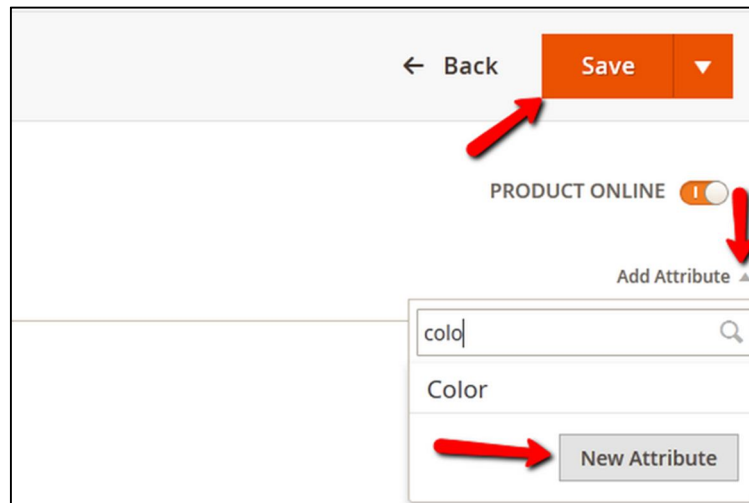 ← Back Save
PRODUCT ONLINE
Add Attribute
colo
Color
New Attribute